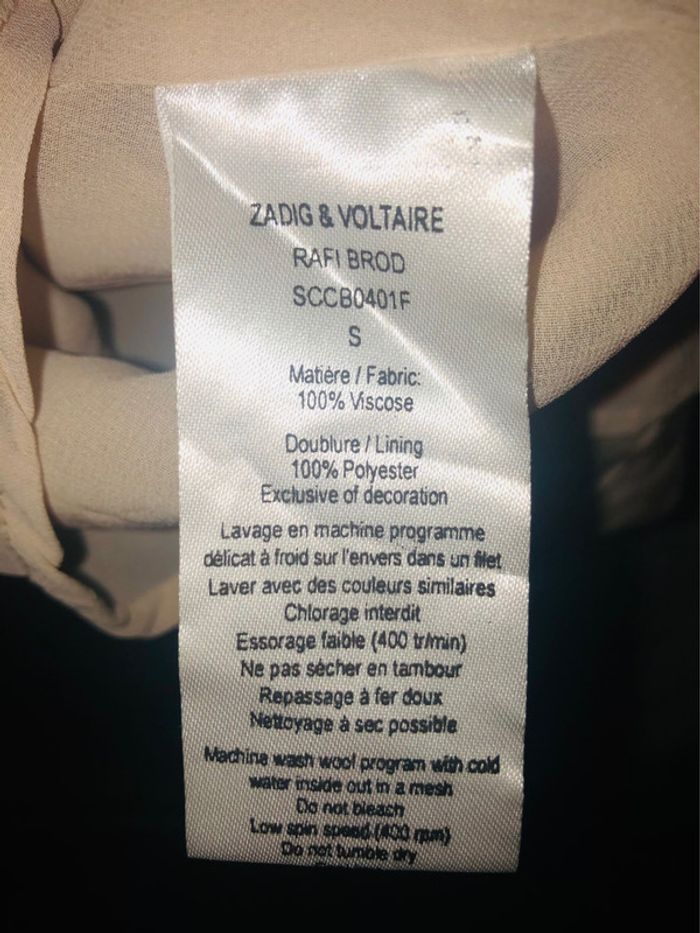 ZADIG & VOLTAIRE
RAFI BROD
SCCB0401F
S
Matière / Fabric:
100% Viscose
Doublure / Lining
100% Polyester
Exclusive of decoration
Lavage en machine programme
délicat à froid sur l'envers dans un filet
Laver avec des couleurs similaires
Chlorage interdit
Essorage faible (400 tr/min)
Ne pas sécher en tambour
Repassage à fer doux
Nettoyage à sec possible
Machine wash wool program with cold
water inside out in a mesh
Do not bleach
Low spin speed (400 rpm)
Do not tumble dry